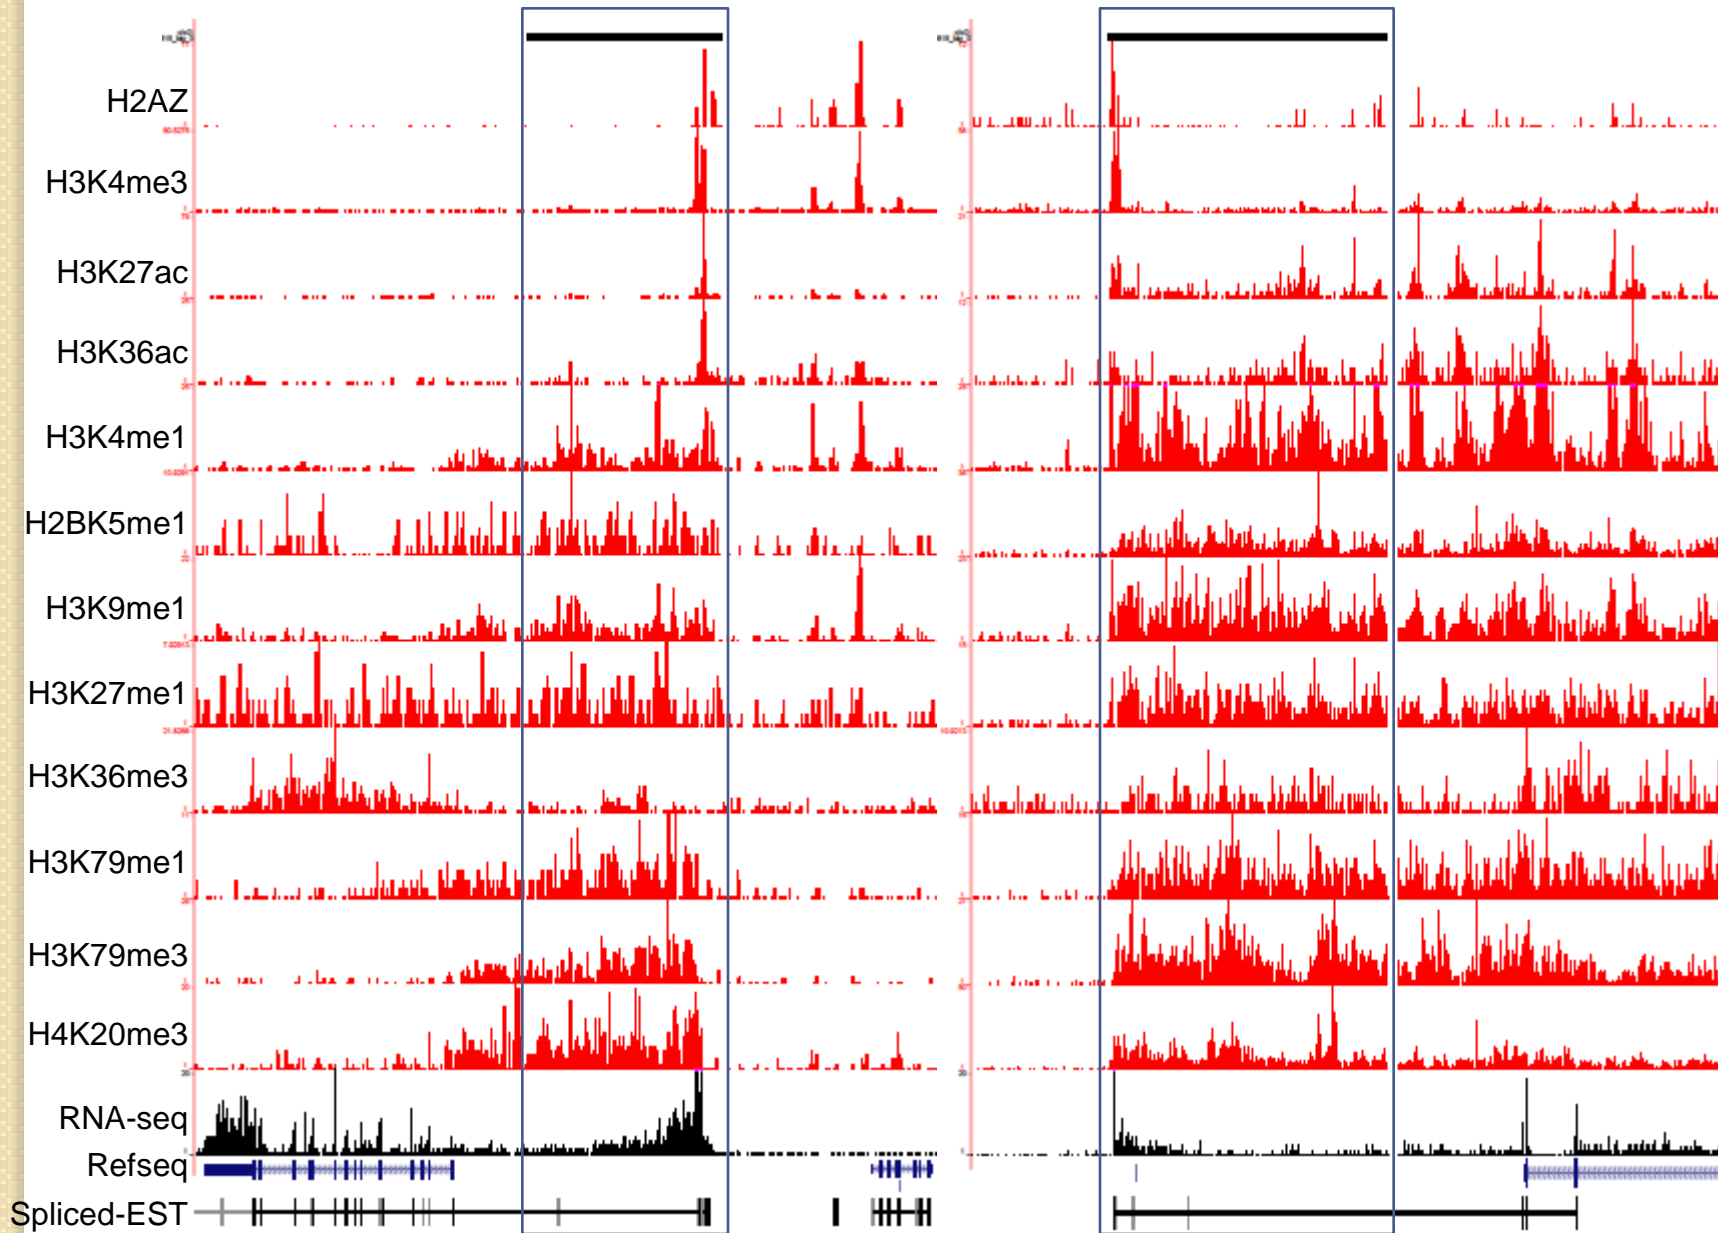 H2AZ
H3K4me3
H3K27ac
H3K36ac
H3K4me1
H2BK5me1
H3K9me1
H3K27me1
H3K36me3
H3K79me1
H3K79me3
H4K20me3
RNA-seq
Refseq
Spliced-EST